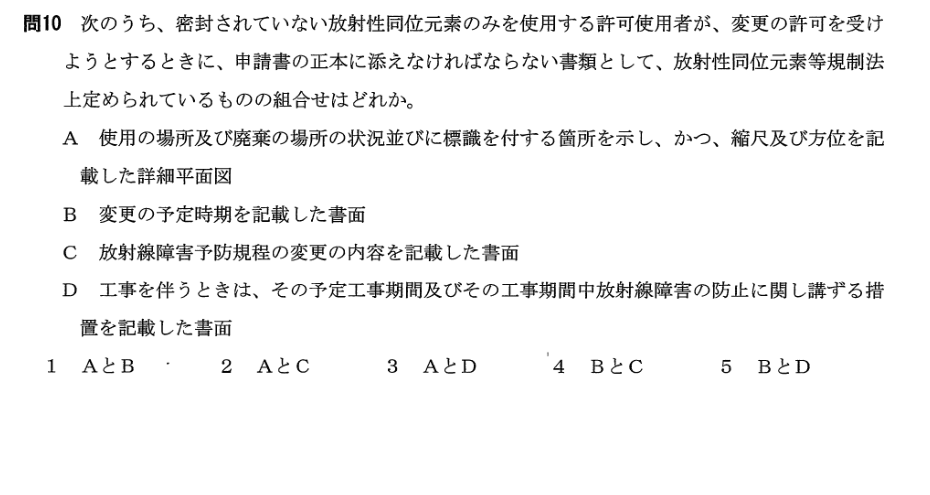 問10 次のうち、密封されていない放射性同位元素のみを使用する許可使用者が、変更の許可を受け
ようとするときに、申請書の正本に添えなければならない書類として、放射性同位元素等規制法
上定められているものの組合せはどれか。
A 使用の場所及び廃棄の場所の状況並びに標識を付する箇所を示し、かつ、縮尺及び方位を記
載した詳細平面図
B 変更の予定時期を記載した書面
C 放射線障害予防規程の変更の内容を記載した書面
D 工事を伴うときは、その予定工事期間及びその工事期間中放射線障害の防止に関し講ずる措
置を記載した書面
1 AとB 2 AとC 3 AとD 4 BとC 5 BとD